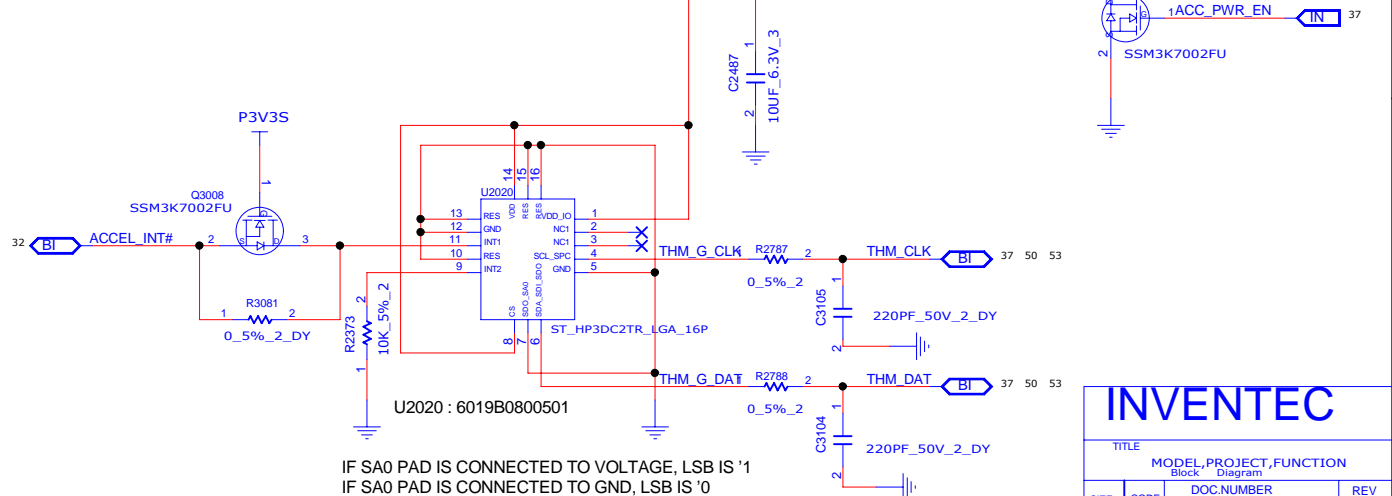 1 ACC_PWR_EN IN 37
2
SSM3K7002FU
C2487
1
2
10UF_6.3V_3
P3V3S
1
Q3008
SSM3K7002FU
G
S
D
32 BI ACCEL_INT# 2 3
R3081
1 2
0_5%_2_DY
R2373
2
1
10K_5%_2
U2020
14 15 16
VDD RES RES
13 RES VDD_IO 1
12 GND NC1 2
11 INT1 NC1 3
10 RES SCL_SPC 4
9 INT2 GND 5
CS SDO_SA0 SDA_SDI_SDO
8 7 6
ST_HP3DC2TR_LGA_16P
THM_G_CLK R2787 2 THM_CLK BI 37 50 53
0_5%_2
C3105
1
2
220PF_50V_2_DY
THM_G_DAT R2788 2 THM_DAT BI 37 50 53
0_5%_2
C3104
1
2
220PF_50V_2_DY
U2020 : 6019B0800501
IF SA0 PAD IS CONNECTED TO VOLTAGE, LSB IS '1
IF SA0 PAD IS CONNECTED TO GND, LSB IS '0
INVENTEC
TITLE
MODEL,PROJECT,FUNCTION
Block Diagram
DOC.NUMBER
REV